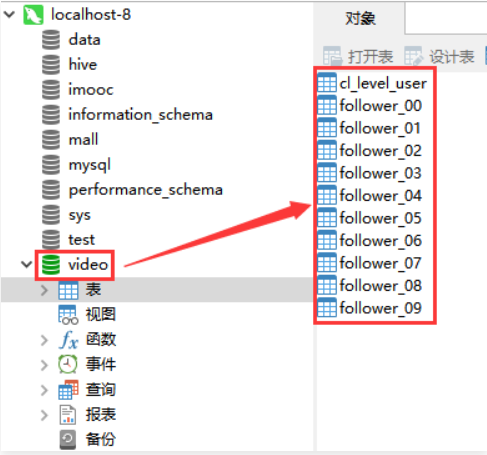 localhost-8
data
hive
imooc
information_schema
mall
mysql
performance_schema
sys
test
video
表
视图
fx 函数
事件
查询
报表
备份
对象
打开表 设计表
cl_level_user
follower_00
follower_01
follower_02
follower_03
follower_04
follower_05
follower_06
follower_07
follower_08
follower_09